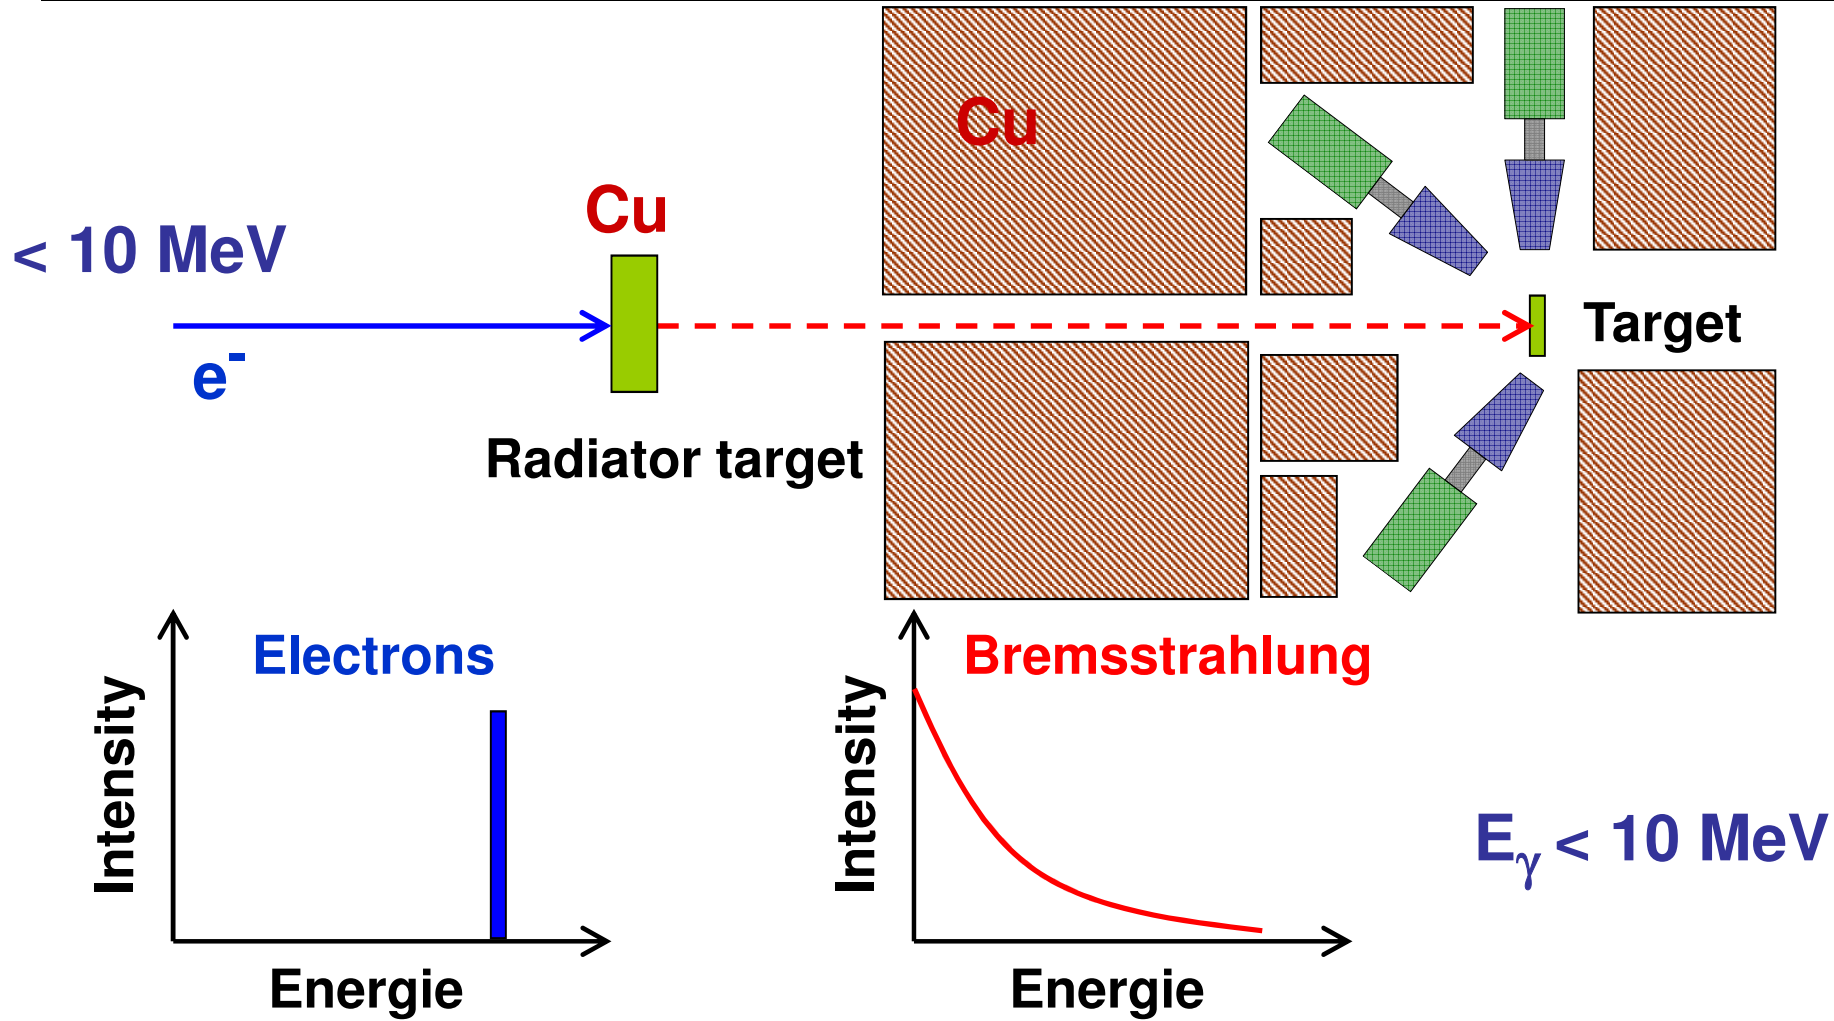 Cu
Cu
< 10 MeV
e-
Target
Radiator target
Electrons
Intensity
Energie
Bremsstrahlung
Intensity
Energie
Eγ < 10 MeV